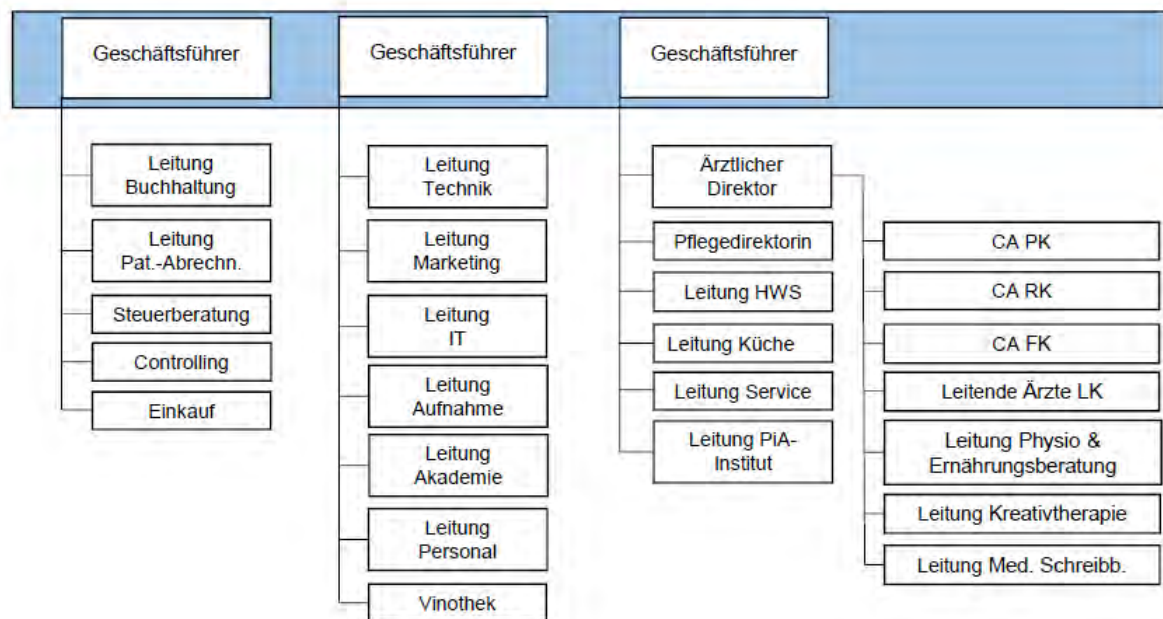 Geschäftsführer
Leitung
Buchhaltung
Leitung
Pat.-Abrechn.
Steuerberatung
Controlling
Einkauf
Geschäftsführer
Leitung
Technik
Leitung
Marketing
Leitung
IT
Leitung
Aufnahme
Leitung
Akademie
Leitung
Personal
Vinothek
Geschäftsführer
Ärztlicher
Direktor
Pflegedirektorin
Leitung HWS
Leitung Küche
Leitung Service
Leitung PiA-
Institut
CA PK
CA RK
CA FK
Leitende Ärzte LK
Leitung Physio &
Ernährungsberatung
Leitung Kreativtherapie
Leitung Med. Schreibb.